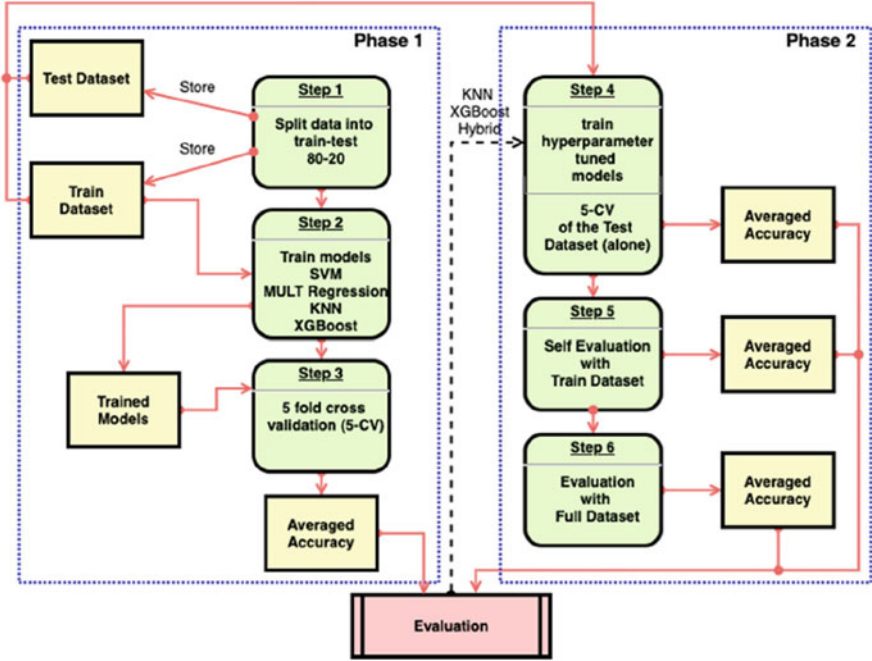 Phase 1
Test Dataset
Store
Step 1
Split data into
train-test
80-20
Store
Train
Dataset
Step 2
Train models
SVM
MULT Regression
KNN
XGBoost
Step 3
5 fold cross
validation (5-CV)
Trained
Models
Averaged
Accuracy
Phase 2
KNN
XGBoost
Hybrid
Step 4
train
hyperparameter
tuned
models
5-CV
of the Test
Dataset (alone)
Averaged
Accuracy
Step 5
Self Evaluation
with
Train Dataset
Averaged
Accuracy
Step 6
Evaluation
with
Full Dataset
Averaged
Accuracy
Evaluation